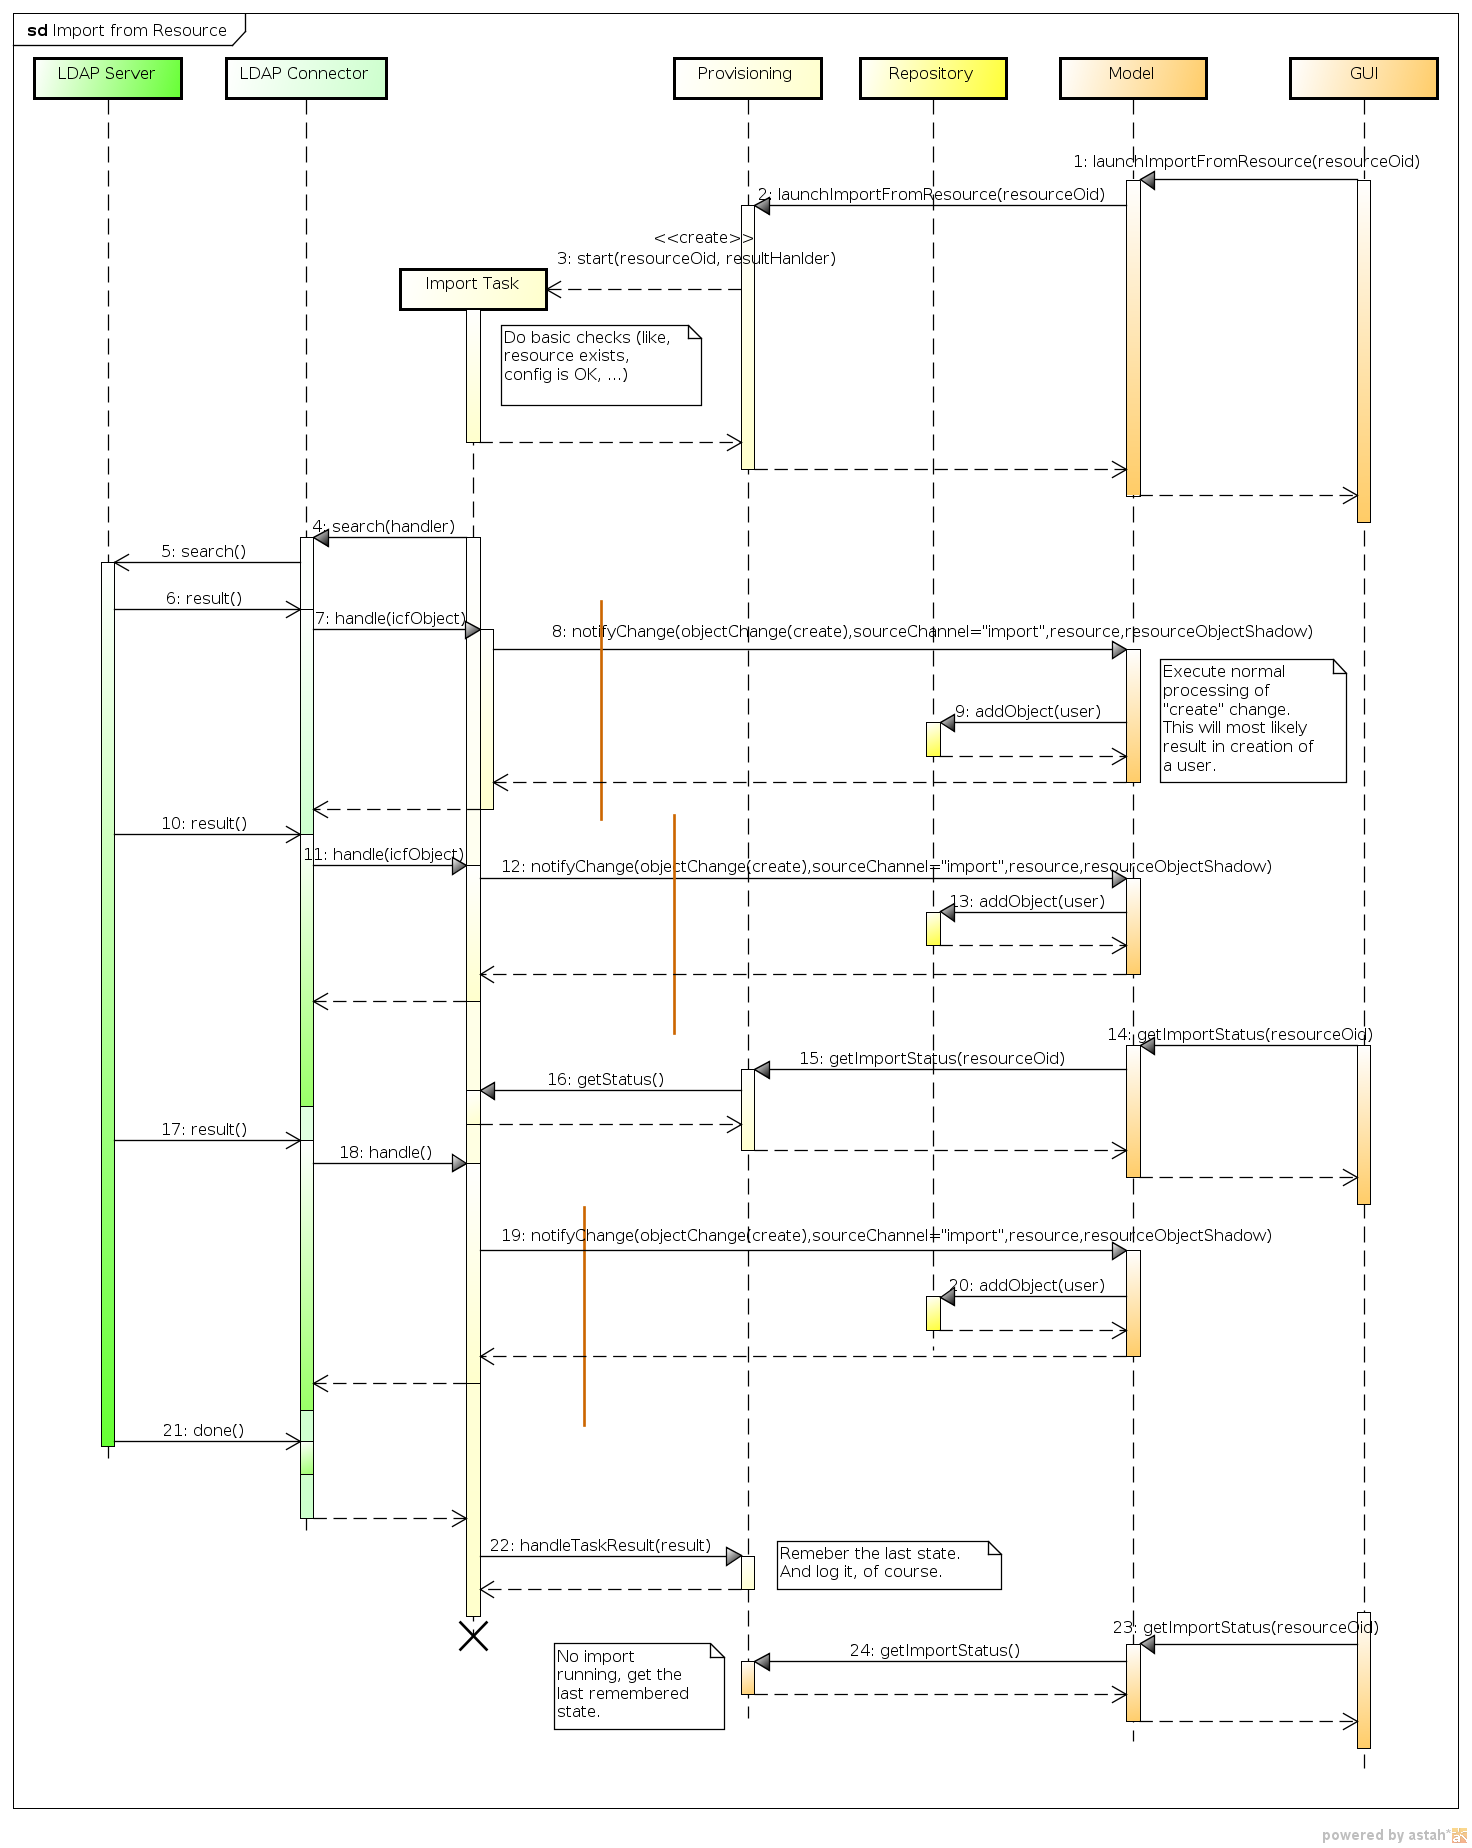 sd Import from Resource
LDAP Server
LDAP Connector
Provisioning
Repository
Model
GUI
1: launchImportFromResource(resourceOid)
2: launchImportFromResource(resourceOid)
<<create>>
3: start(resourceOid, resultHanlder)
Import Task
Do basic checks (like,
resource exists,
config is OK, ...)
4: search(handler)
5: search()
6: result()
7: handle(icfObject)
8: notifyChange(objectChange(create),sourceChannel="import",resource,resourceObjectShadow)
Execute normal
processing of
"create" change.
This will most likely
result in creation of
a user.
9: addObject(user)
10: result()
11: handle(icfObject)
12: notifyChange(objectChange(create),sourceChannel="import",resource,resourceObjectShadow)
13: addObject(user)
14: getImportStatus(resourceOid)
15: getImportStatus(resourceOid)
16: getStatus()
17: result()
18: handle()
19: notifyChange(objectChange(create),sourceChannel="import",resource,resourceObjectShadow)
20: addObject(user)
21: done()
22: handleTaskResult(result)
Remeber the last state.
And log it, of course.
23: getImportStatus(resourceOid)
24: getImportStatus()
No import
running, get the
last remembered
state.
powered by astah*